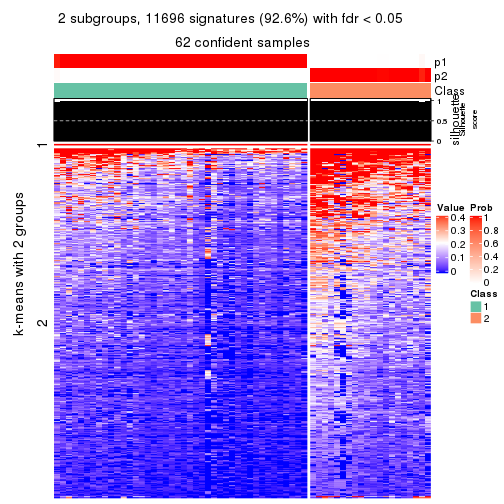 2 subgroups, 11696 signatures (92.6%) with fdr < 0.05
62 confident samples
p1
p2
Class
1
0.5
0
silhouette
Silhouette
score
k-means with 2 groups
1
2
Value
0.4
0.3
0.2
0.1
0
Prob
1
0.8
0.6
0.4
0.2
0
Class
1
2